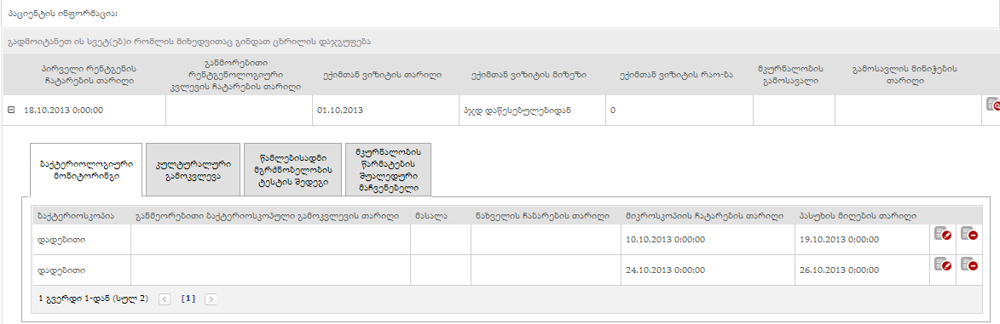 პაციენტის ინფორმაცია:
გადმოიტანეთ ის სვეტ(ებ)ი რომლის მიხედვითაც გინდათ ცხრილის დაჯგუფება
პირველი რენტგენის
ჩატარების თარიღი
განმორებითი
რენტგენოლოგიური
კვლევის ჩატარების თარიღი
ექიმთან ვიზიტის თარიღი
ექიმთან ვიზიტის მიზეზი
ექიმთან ვიზიტის რაო-ბა
მკურნალობის
გამოსავალი
გამოსავლის მინიჭების
თარიღი
18.10.2013 0:00:00
01.10.2013
პჯდ დაწესებულებიდან
0
ბაქტერიოლოგიური
მონიტორინგი
კულტურალური
გამოკვლევა
წამლებისადმი
მგრმნობელობის
ტესტის შედეგი
მკურნალობის
წარმატების
შუალედური
მაჩვენებელი
ბაქტერიოსკოპია
განმეორებითი ბაქტერიოსკოპული გამოკვლევის თარიღი
მასალა
ნახველის ჩაბარების თარიღი
მიკროსკოპიის ჩატარების თარიღი
პასუხის მიღების თარიღი
დადებითი
10.10.2013 0:00:00
19.10.2013 0:00:00
დადებითი
24.10.2013 0:00:00
26.10.2013 0:00:00
1 გვერდი 1-დან (სულ 2) [1]